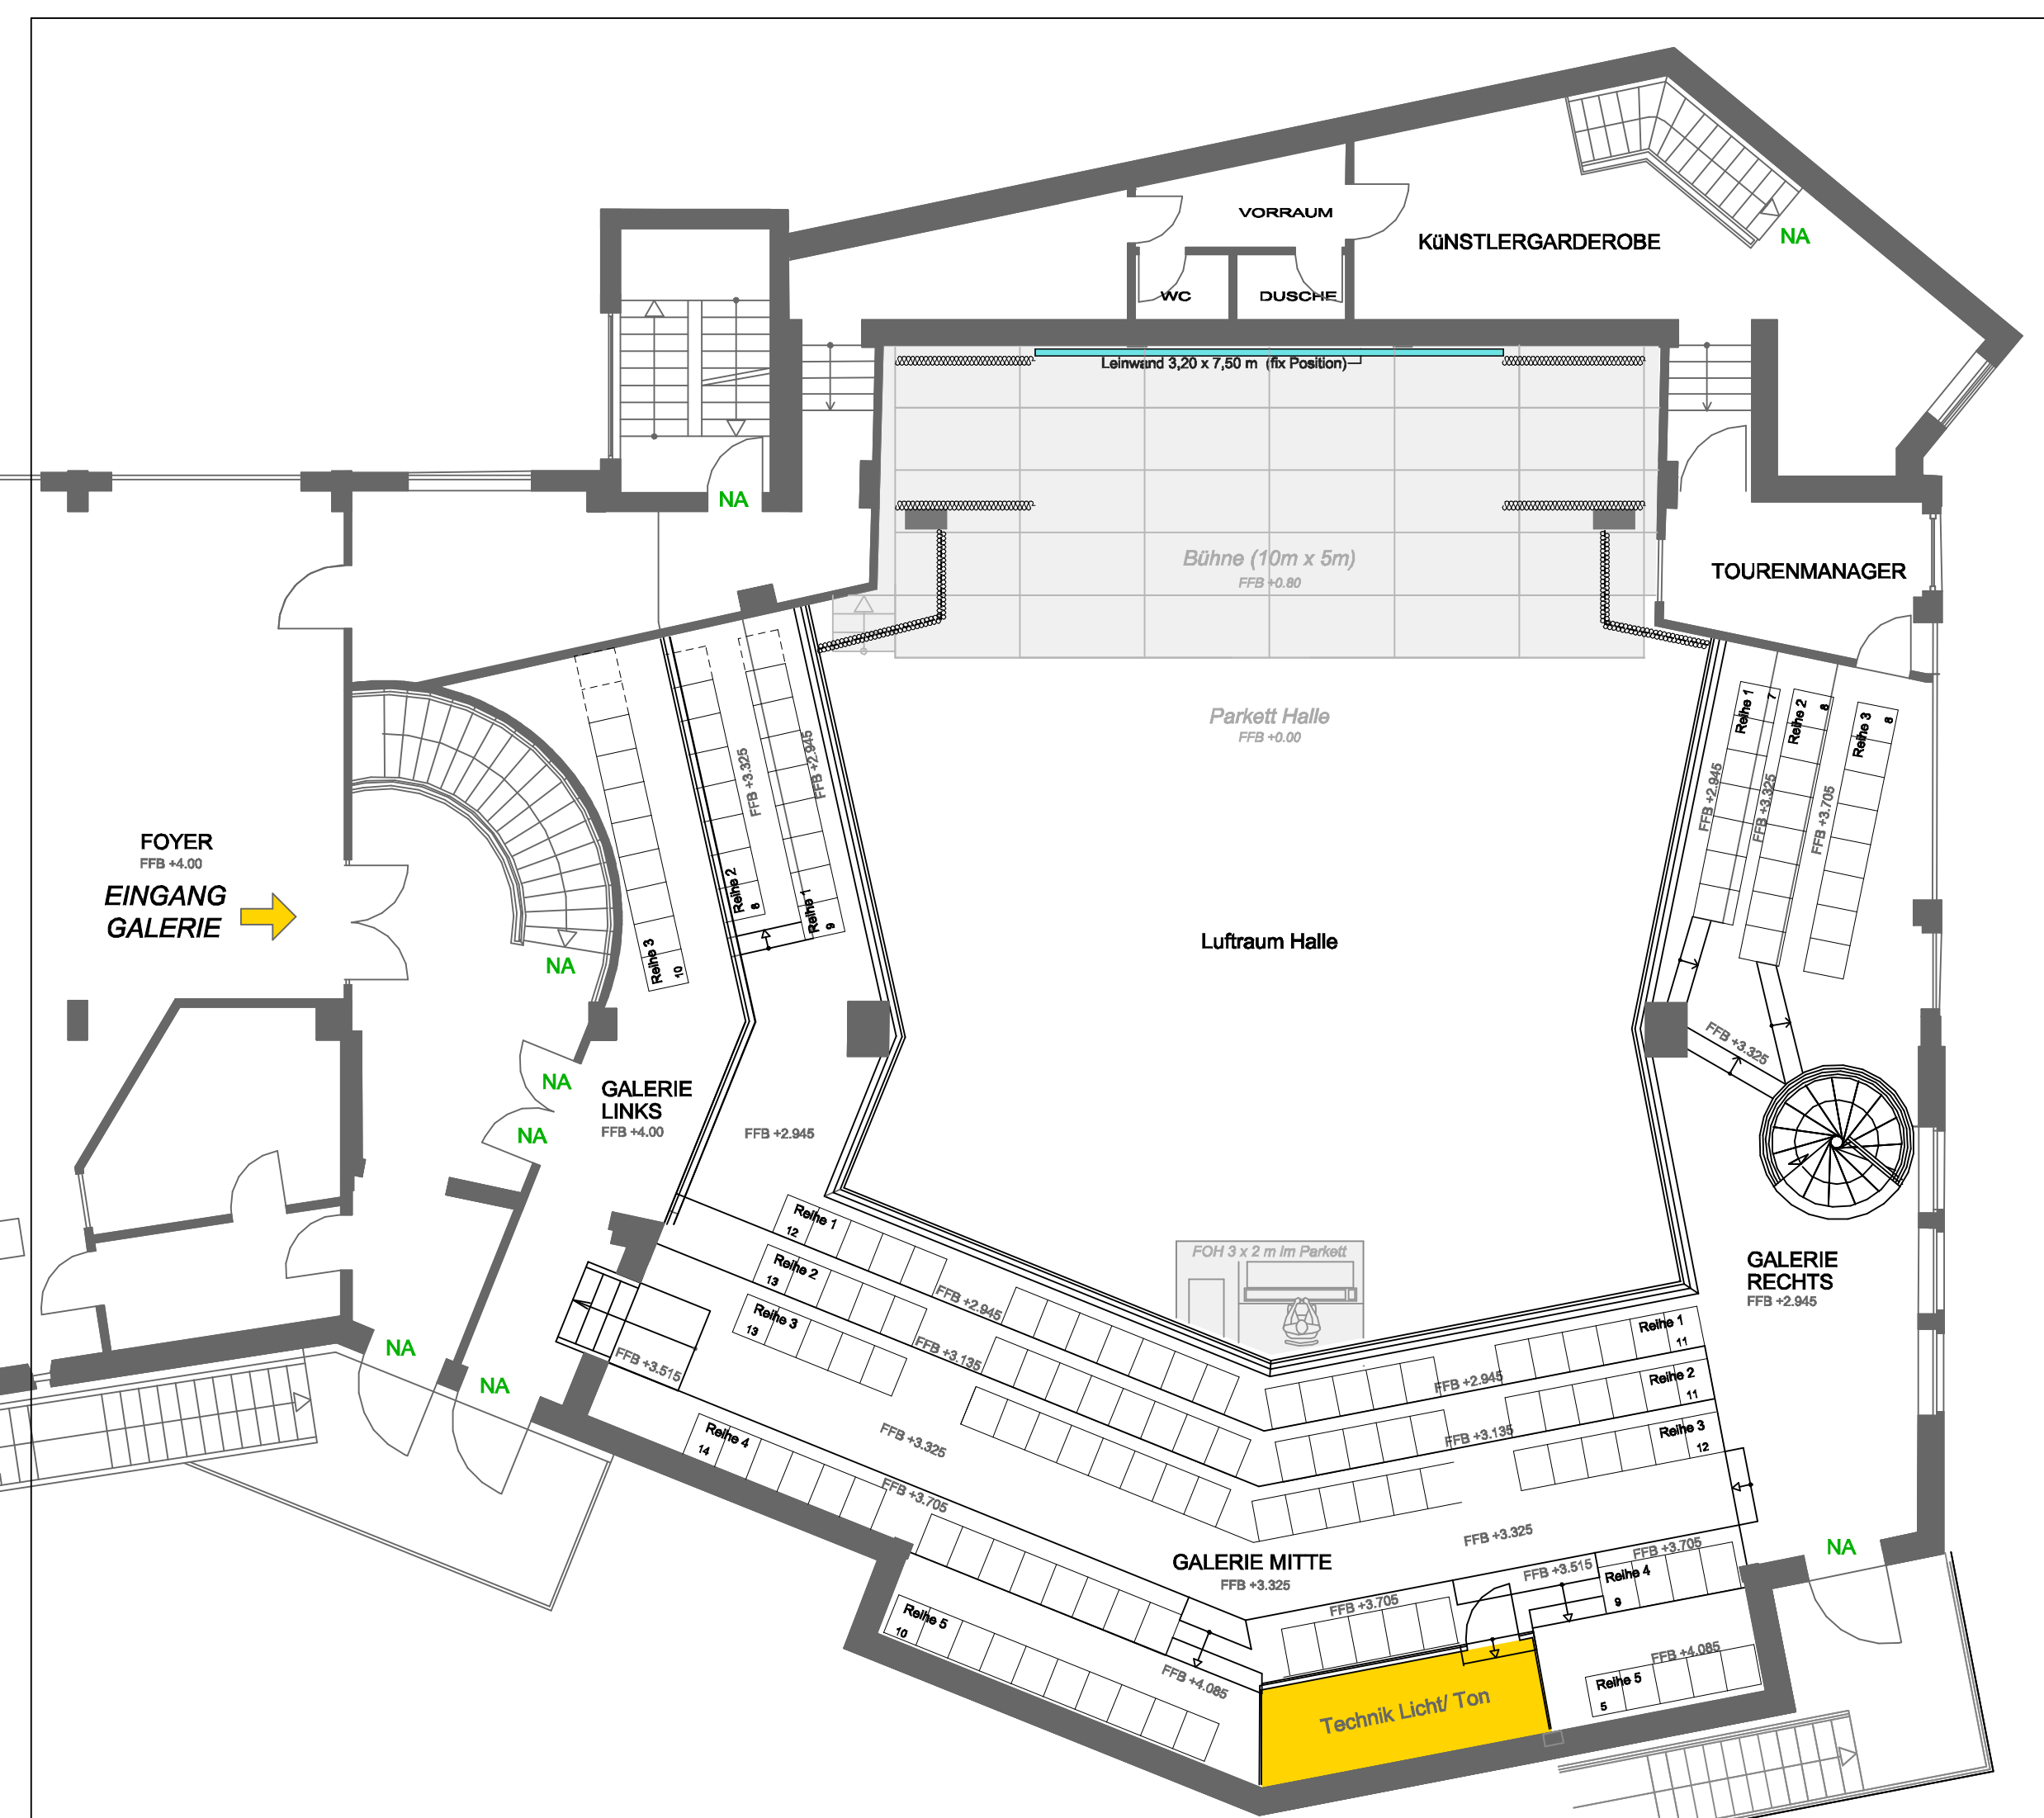 VORRAUM
KüNSTLERGARDEROBE
NA
WC
DUSCHE
Leinwand 3,20 x 7,50 m (fix Position)
NA
Bühne (10m x 5m)
FFB +0.80
TOURENMANAGER
Parkett Halle
FFB +0.00
Reihe 1
7
Reihe 2
8
Reihe 3
8
FFB +3.325
FFB +2.945
FFB +2.945
FFB +3.325
FFB +3.705
FOYER
FFB +4.00
EINGANG
GALERIE
Reihe 2
8
Reihe 1
9
Reihe 3
10
NA
Luftraum Halle
FFB +3.325
NA
GALERIE
LINKS
FFB +4.00
NA
FFB +2.945
Reihe 1
12
Reihe 2
13
Reihe 3
13
FOH 3 x 2 m im Parkett
GALERIE
RECHTS
FFB +2.945
FFB +2.945
FFB +3.135
FFB +3.515
NA
NA
Reihe 1
11
FFB +2.945
Reihe 2
11
FFB +3.135
Reihe 3
12
Reihe 4
14
FFB +3.325
FFB +3.705
FFB +3.325
GALERIE MITTE
FFB +3.325
FFB +3.515
FFB +3.705
NA
Reihe 4
9
FFB +3.705
Reihe 5
10
FFB +4.085
FFB +4.085
Reihe 5
5
Technik Licht/ Ton